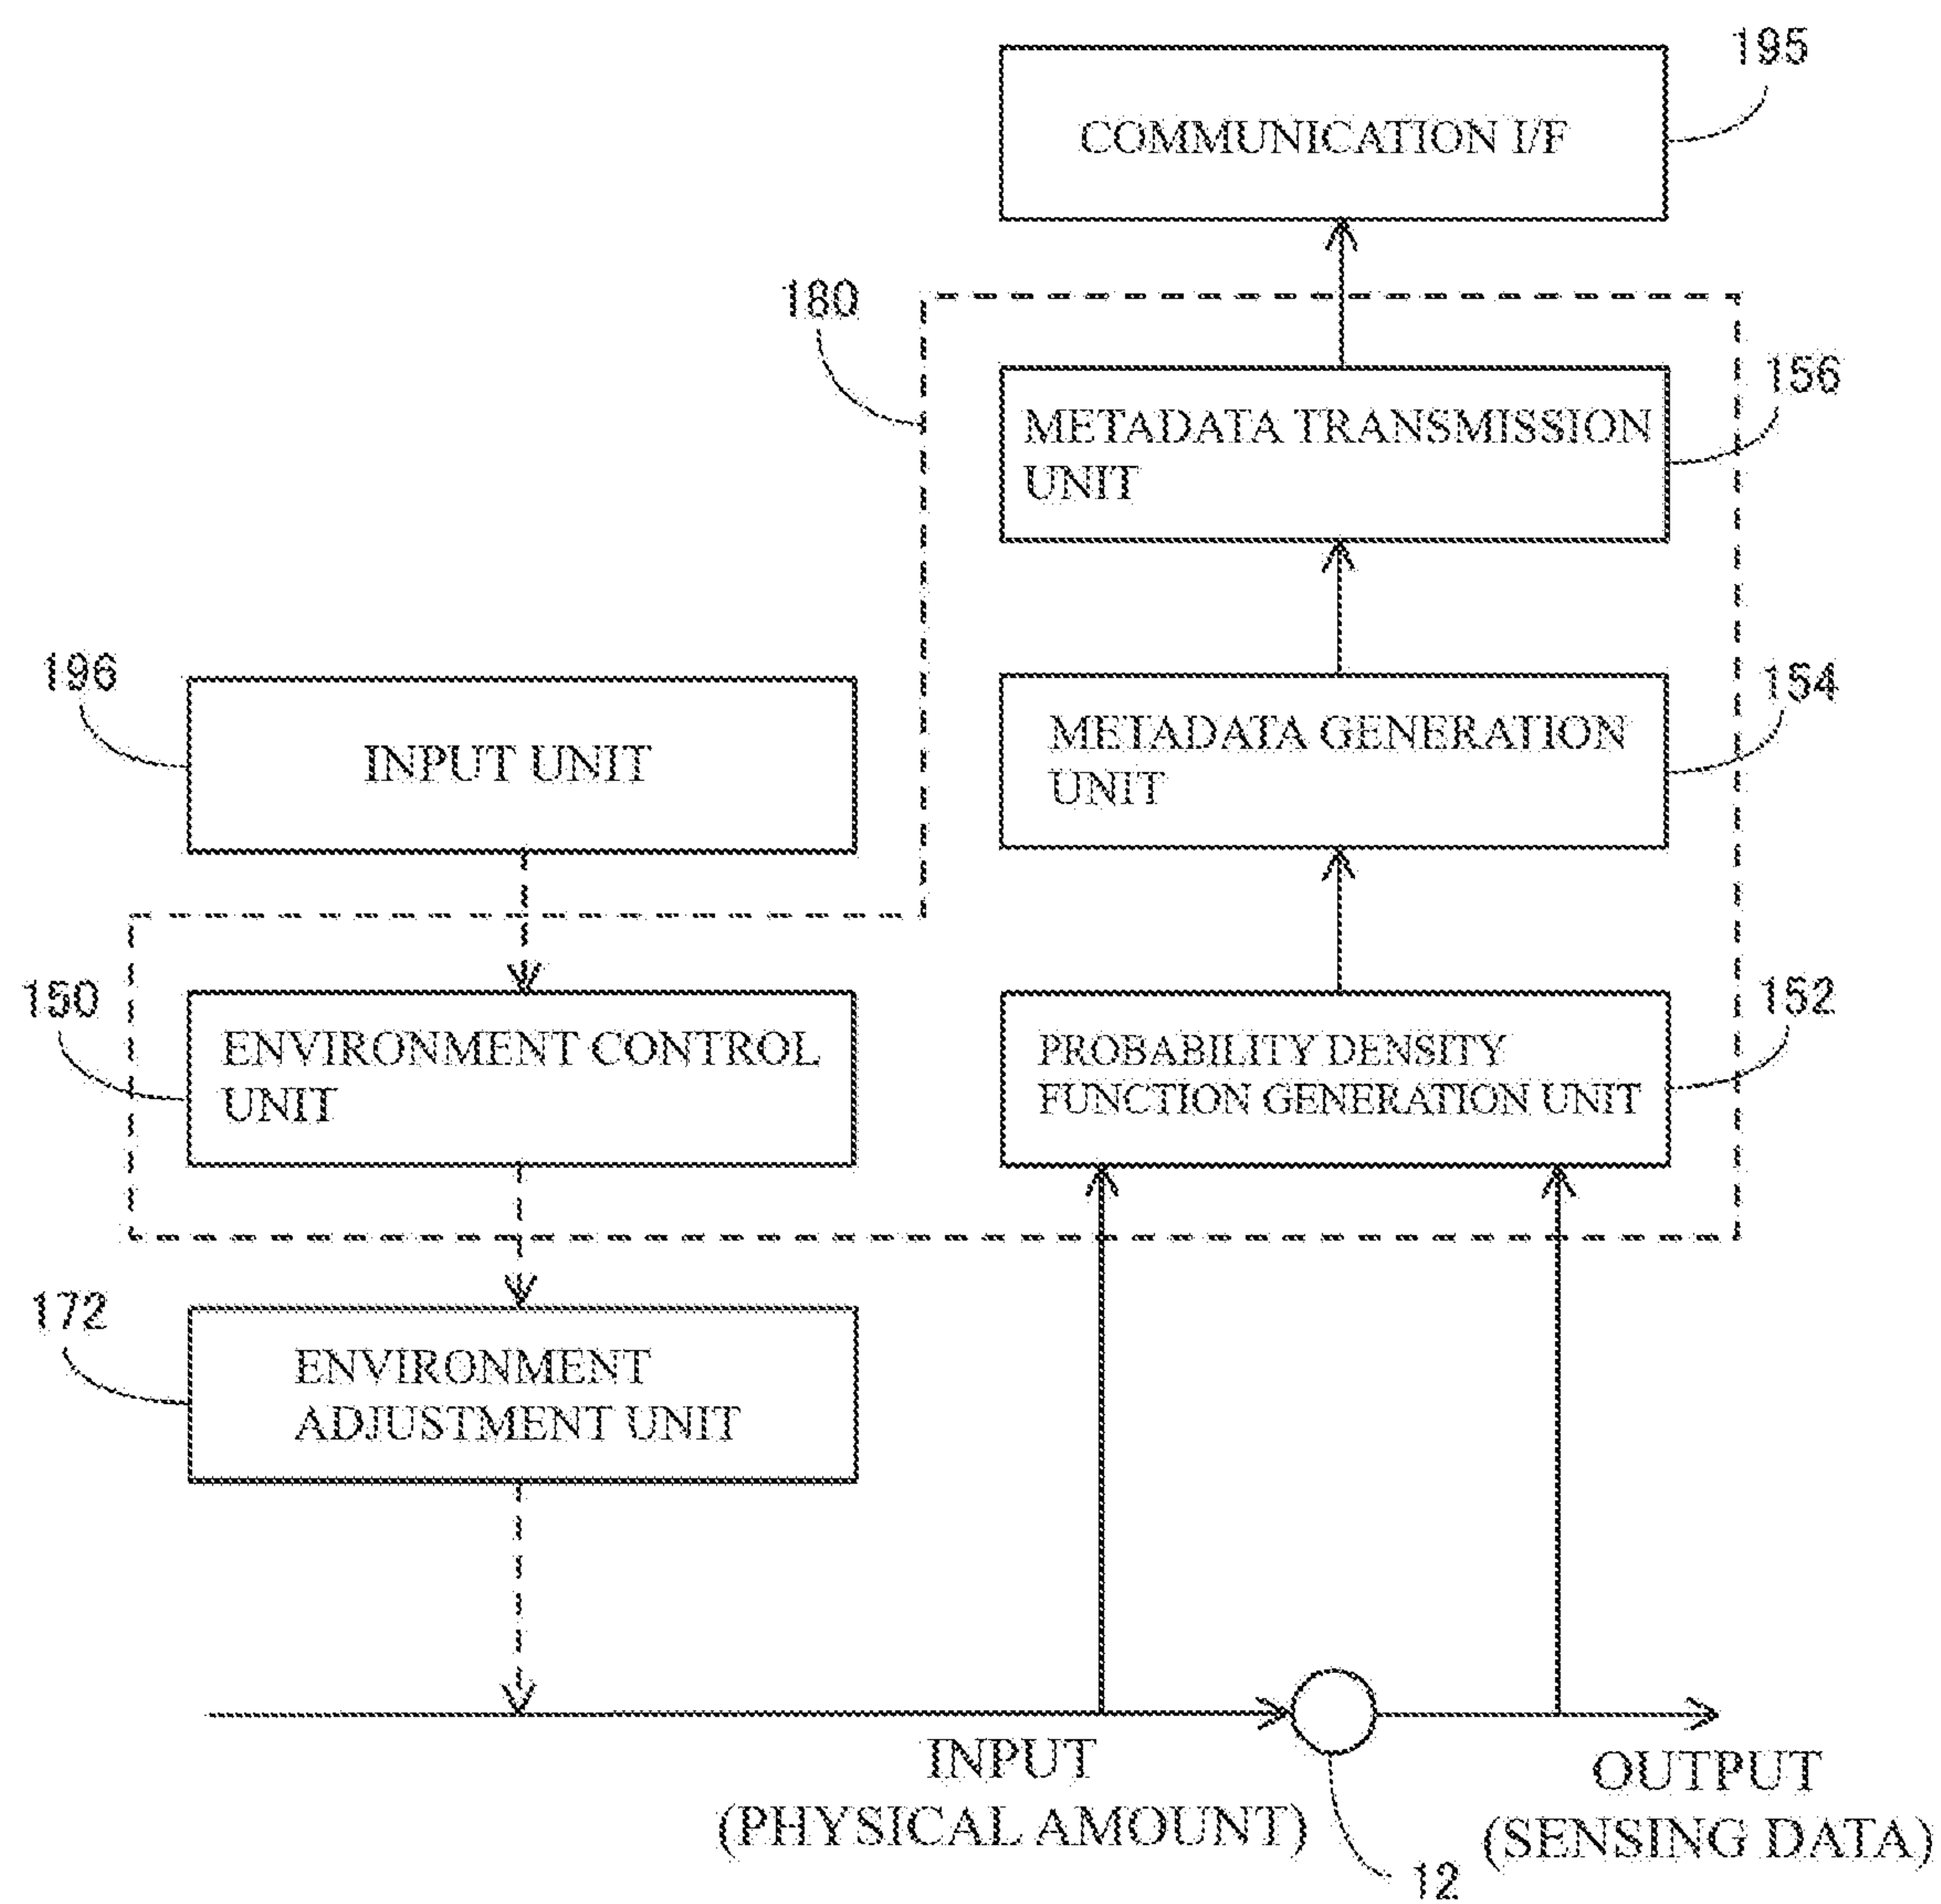 195
COMMUNICATION I/F
180
156
METADATA TRANSMISSION
UNIT
196
INPUT UNIT
154
METADATA GENERATION
UNIT
150
ENVIRONMENT CONTROL
UNIT
152
PROBABILITY DENSITY
FUNCTION GENERATION UNIT
172
ENVIRONMENT
ADJUSTMENT UNIT
INPUT
(PHYSICAL AMOUNT)
OUTPUT
(SENSING DATA)
12